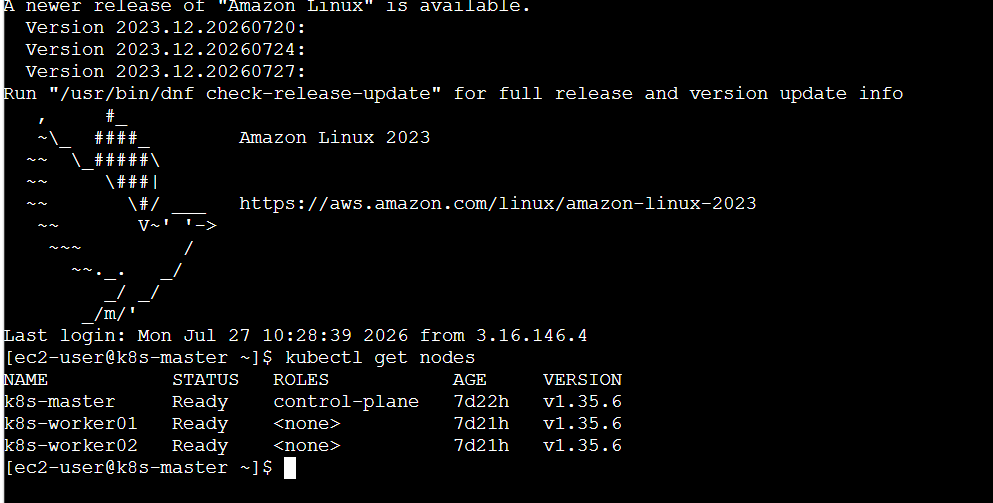 A newer release of "Amazon Linux" is available.
  Version 2023.12.20260720:
  Version 2023.12.20260724:
  Version 2023.12.20260727:
Run "/usr/bin/dnf check-release-update" for full release and version update info
   ,     #_
   ~\_  ####_        Amazon Linux 2023
  ~~  \_#####\
  ~~     \###|
  ~~       \#/ ___   https://aws.amazon.com/linux/amazon-linux-2023
   ~~       V~' '->
    ~~~         /
      ~~._.   _/
         _/ _/
       _/m/'
Last login: Mon Jul 27 10:28:39 2026 from 3.16.146.4
[ec2-user@k8s-master ~]$ kubectl get nodes
NAME           STATUS   ROLES           AGE     VERSION
k8s-master     Ready    control-plane   7d22h   v1.35.6
k8s-worker01   Ready    <none>          7d21h   v1.35.6
k8s-worker02   Ready    <none>          7d21h   v1.35.6
[ec2-user@k8s-master ~]$